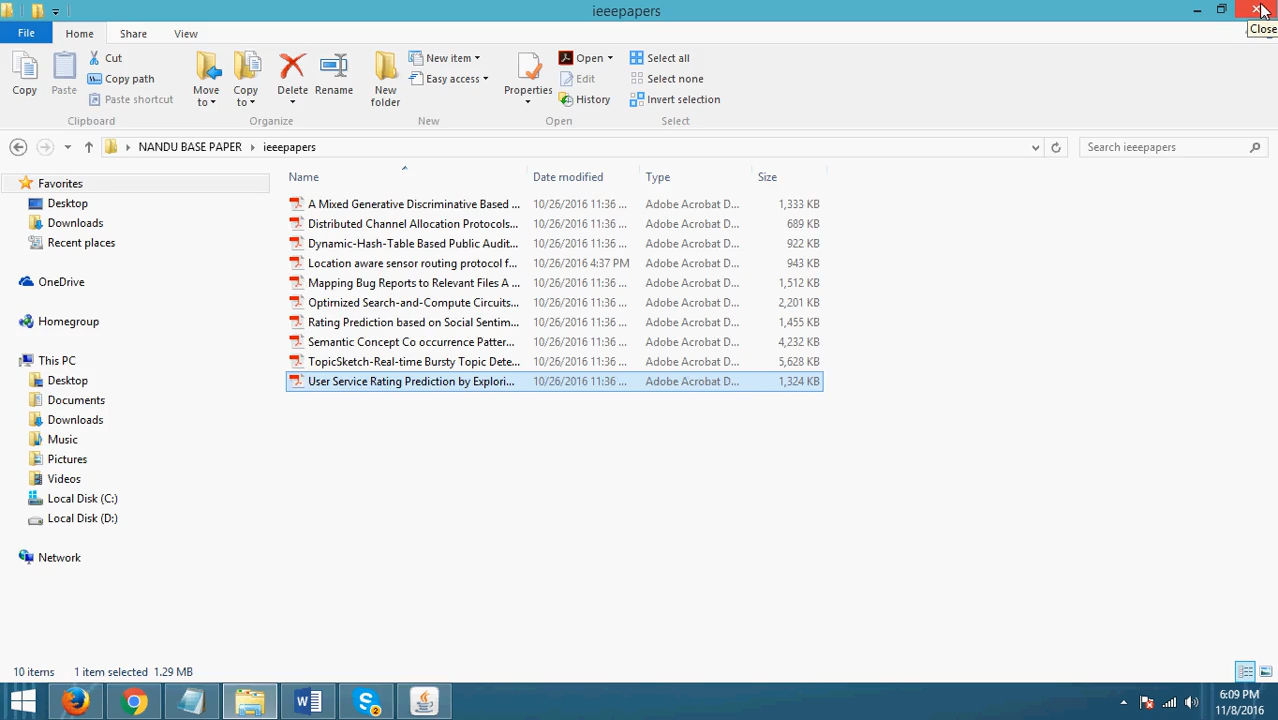 ieeepapers
Close
File Home Share View
Copy
Paste
Cut
Copy path
Paste shortcut
Move to
Copy to
Delete
Rename
New folder
New item
Easy access
Properties
Open
Edit
History
Select all
Select none
Invert selection
Clipboard Organize New Open Select
NANDU BASE PAPER ieeepapers
Search ieeepapers
Favorites
Desktop
Downloads
Recent places
OneDrive
Homegroup
This PC
Desktop
Documents
Downloads
Music
Pictures
Videos
Local Disk (C:)
Local Disk (D:)
Network
Name Date modified Type Size
A Mixed Generative Discriminative Based ... 10/26/2016 11:36 ... Adobe Acrobat D... 1,333 KB
Distributed Channel Allocation Protocols... 10/26/2016 11:36 ... Adobe Acrobat D... 689 KB
Dynamic-Hash-Table Based Public Audit... 10/26/2016 11:36 ... Adobe Acrobat D... 922 KB
Location aware sensor routing protocol f... 10/26/2016 4:37 PM Adobe Acrobat D... 943 KB
Mapping Bug Reports to Relevant Files A ... 10/26/2016 11:36 ... Adobe Acrobat D... 1,512 KB
Optimized Search-and-Compute Circuits... 10/26/2016 11:36 ... Adobe Acrobat D... 2,201 KB
Rating Prediction based on Social Sentim... 10/26/2016 11:36 ... Adobe Acrobat D... 1,455 KB
Semantic Concept Co occurrence Patter... 10/26/2016 11:36 ... Adobe Acrobat D... 4,232 KB
TopicSketch-Real-time Bursty Topic Dete... 10/26/2016 11:36 ... Adobe Acrobat D... 5,628 KB
User Service Rating Prediction by Explori... 10/26/2016 11:36 ... Adobe Acrobat D... 1,324 KB
10 items 1 item selected 1.29 MB
2
6:09 PM
11/8/2016